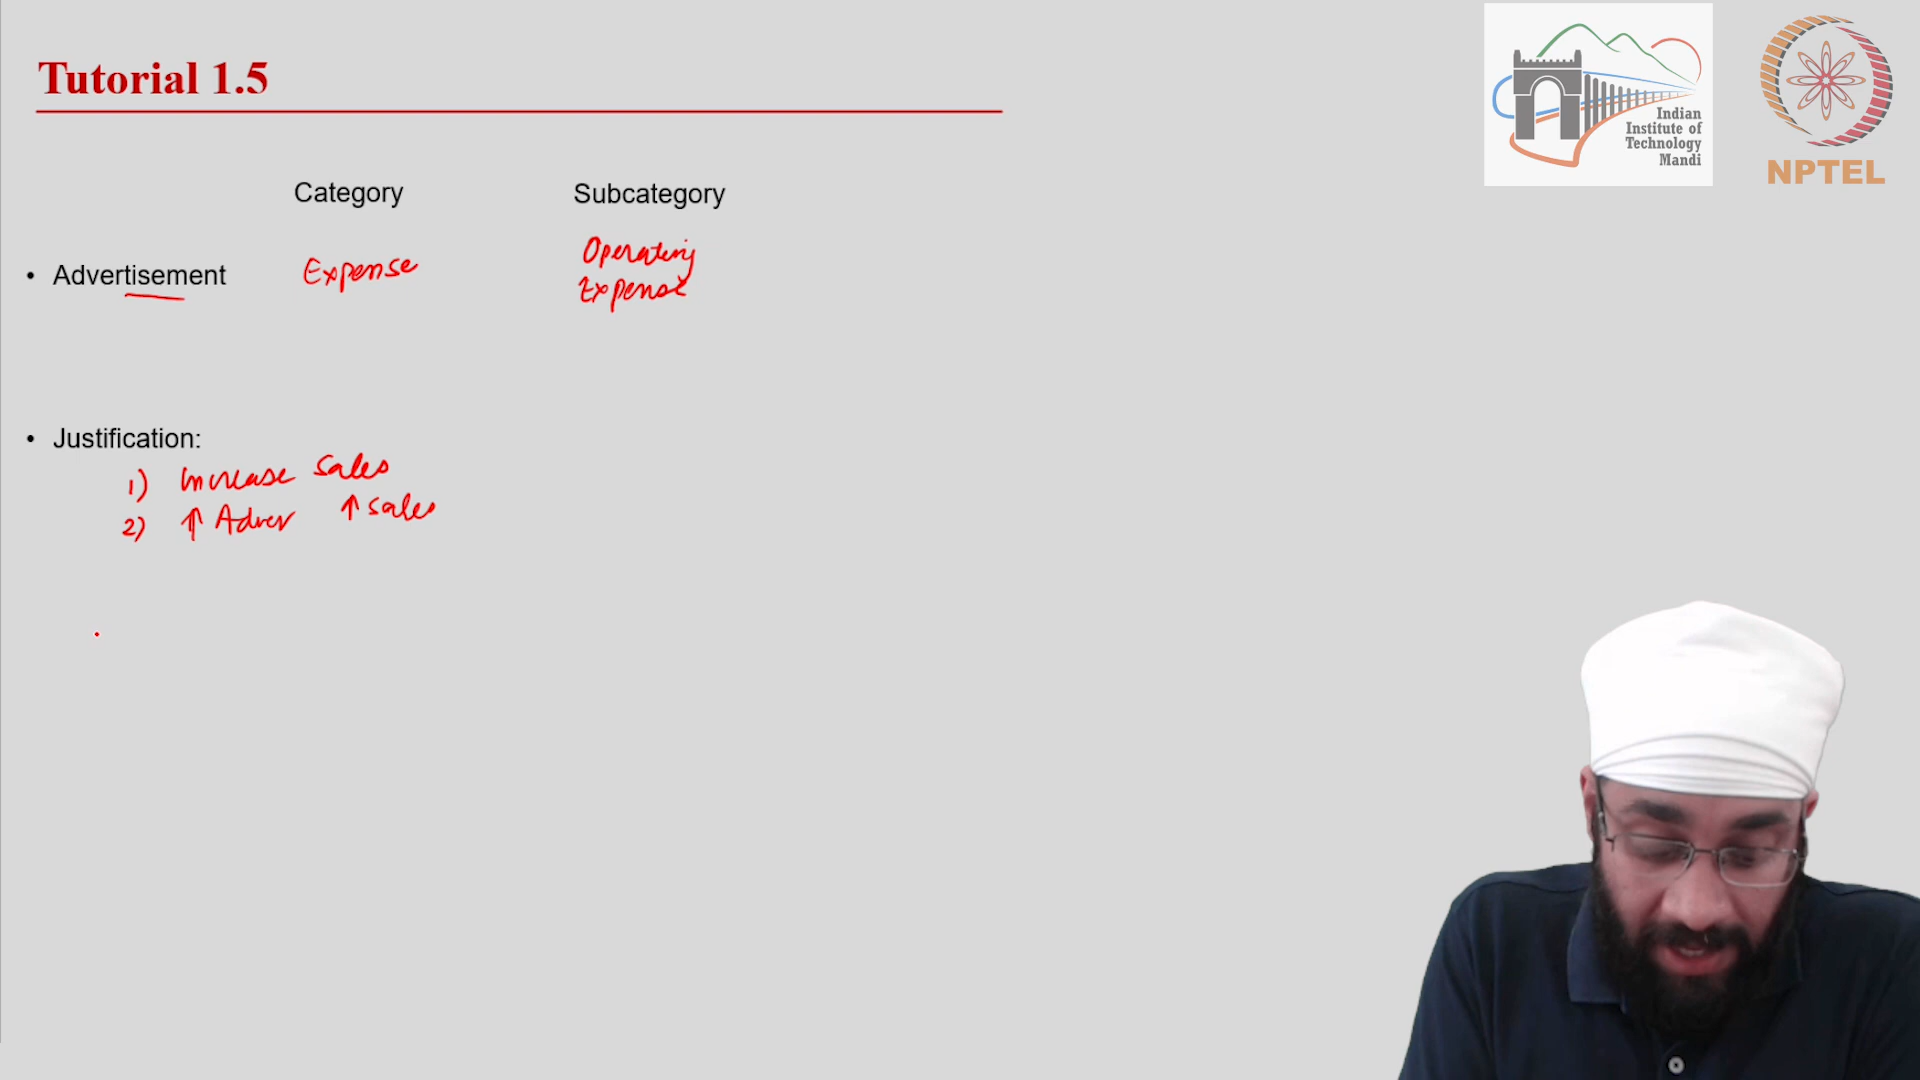 Tutorial 1.5
Indian
Institute of
Technology
Mandi
NPTEL
Category Subcategory
• Advertisement Expense Operating
Expense
• Justification:
1) Increase Sales
2) ↑ Adver ↑ sales